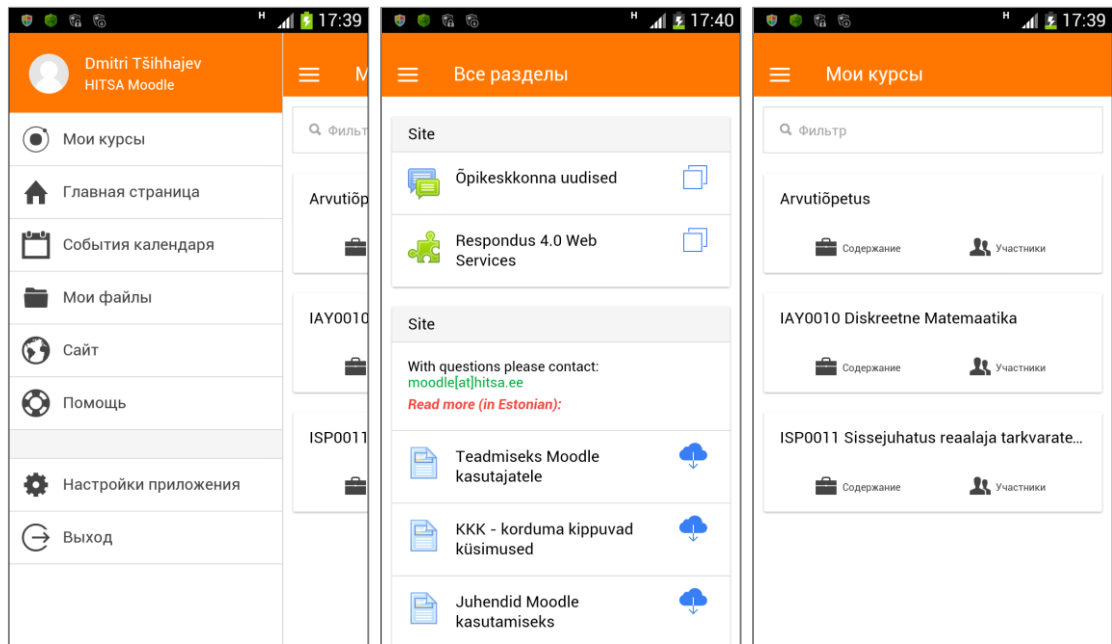 H 17:39
Dmitri Tšihhajev
HITSA Moodle
Мои курсы
Главная страница
События календаря
Мои файлы
Сайт
Помощь
Настройки приложения
Выход
М
Фильт
Arvutiõp
IAY0010
ISP0011
H 17:40
Все разделы
Site
Õpikeskkonna uudised
Respondus 4.0 Web
Services
Site
With questions please contact:
moodle[at]hitsa.ee
Read more (in Estonian):
Teadmiseks Moodle
kasutajatele
KKK - korduma kippuvad
küsimused
Juhendid Moodle
kasutamiseks
H 17:39
Мои курсы
Фильтр
Arvutiõpetus
Содержание Участники
IAY0010 Diskreetne Matemaatika
Содержание Участники
ISP0011 Sissejuhatus reaalaja tarkvarate...
Содержание Участники